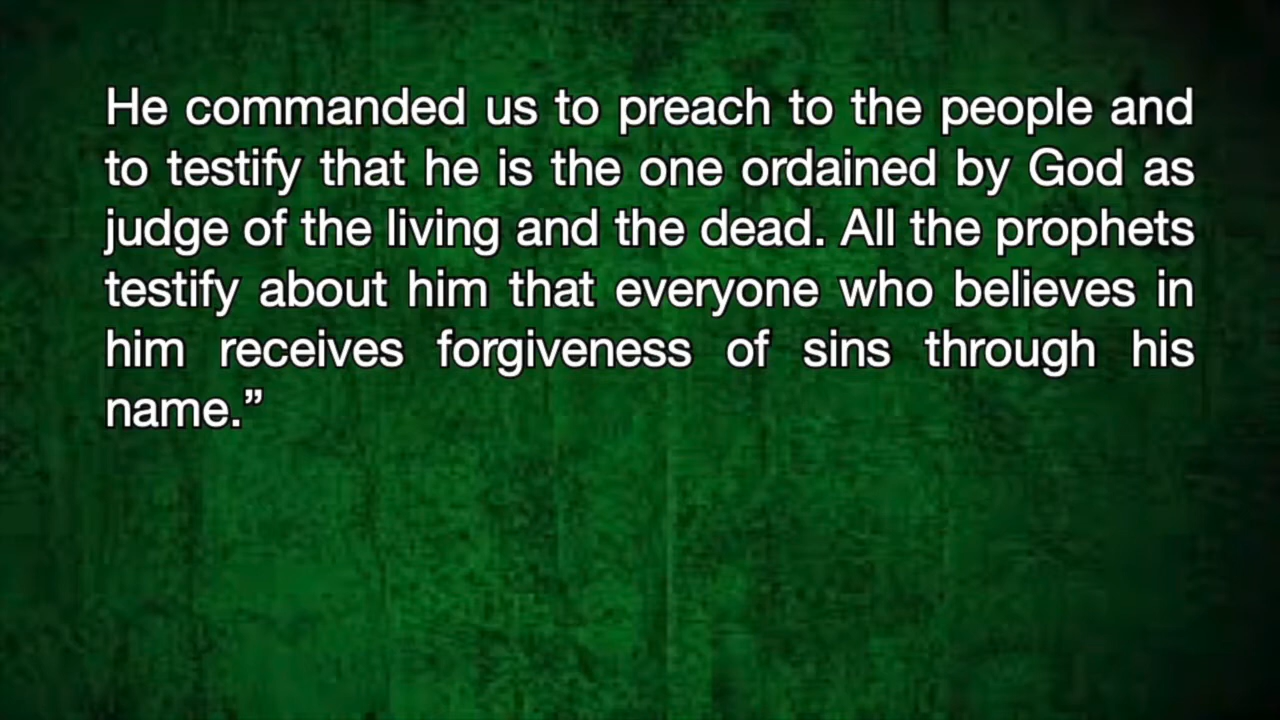 He commanded us to preach to the people and
to testify that he is the one ordained by God as
judge of the living and the dead. All the prophets
testify about him that everyone who believes in
him receives forgiveness of sins through his
name.”